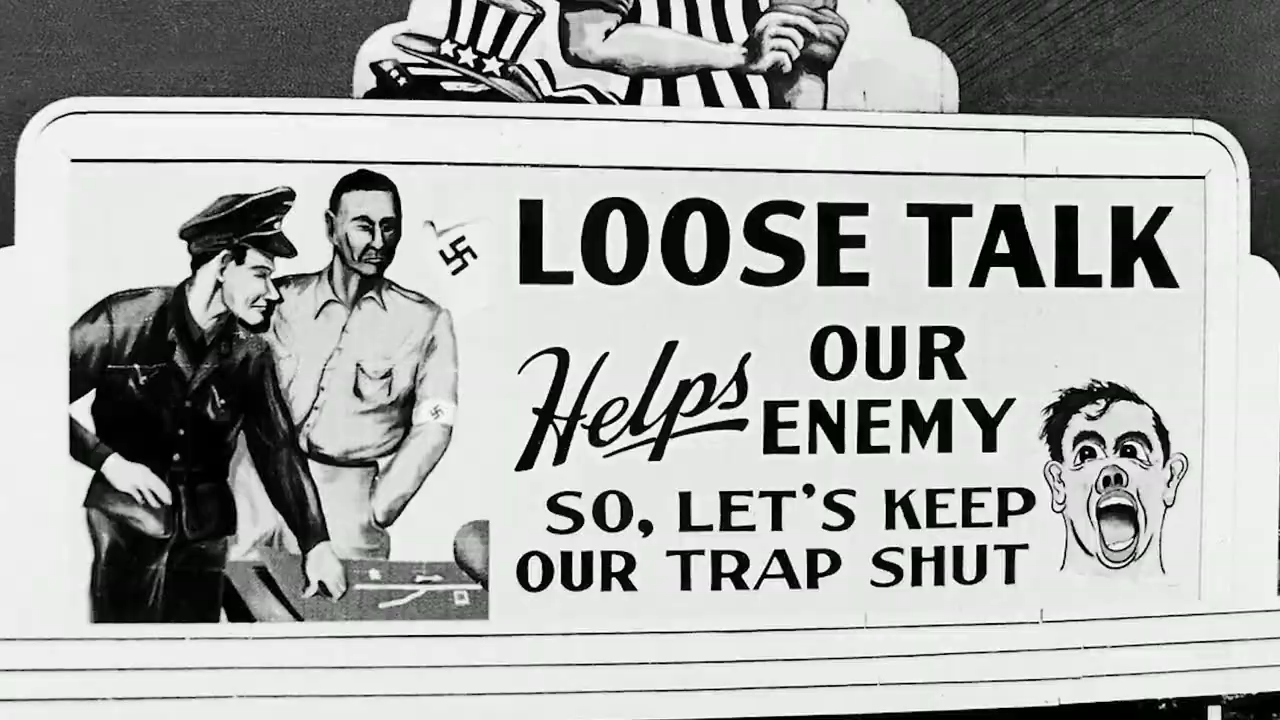 LOOSE TALK
Helps OUR
ENEMY
SO, LET'S KEEP
OUR TRAP SHUT